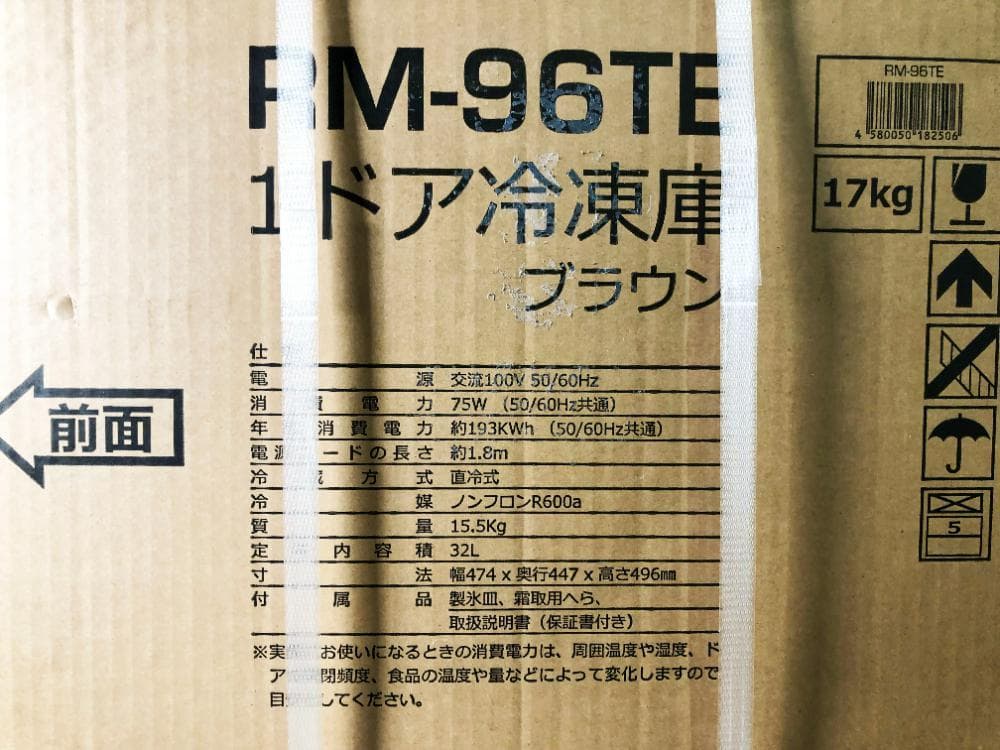 RM-96TE
1ドア冷凍庫
ブラウン
RM-96TE
4 580050 182506
17kg
前面
仕
電 源 交流100V 50/60Hz
消 費 電 力 75W (50/60Hz共通)
年 消費電力 約193KWh (50/60Hz共通)
電源 ードの長さ 約1.8m
冷 方 式 直冷式
冷 媒 ノンフロンR600a
質 量 15.5Kg
定 内容積 32L
寸 法 幅474 x 奥行447 x 高さ496㎜
付 属 品 製氷皿、霜取用へら、
取扱説明書（保証書付き）
※実 お使いになるときの消費電力は、周囲温度や湿度、ド
ア 閉頻度、食品の温度や量などによって変化しますので
目 してください。
5